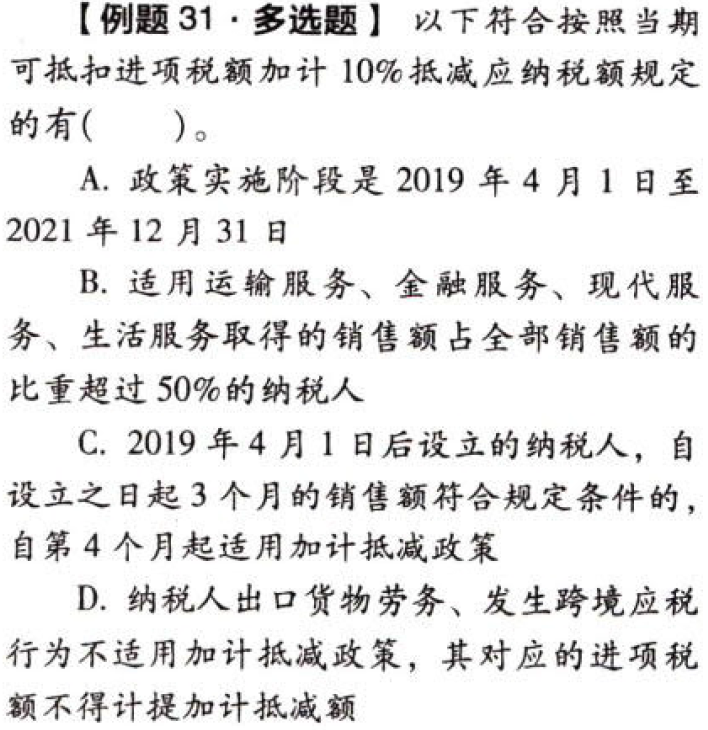 【例题 31·多选题】 以下符合按照当期
可抵扣进项税额加计 10%抵减应纳税额规定
的有(　　)。
A. 政策实施阶段是 2019 年 4 月 1 日至
2021 年 12 月 31 日
B. 适用运输服务、金融服务、现代服
务、生活服务取得的销售额占全部销售额的
比重超过 50%的纳税人
C. 2019 年 4 月 1 日后设立的纳税人，自
设立之日起 3 个月的销售额符合规定条件的，
自第 4 个月起适用加计抵减政策
D. 纳税人出口货物劳务、发生跨境应税
行为不适用加计抵减政策，其对应的进项税
额不得计提加计抵减额